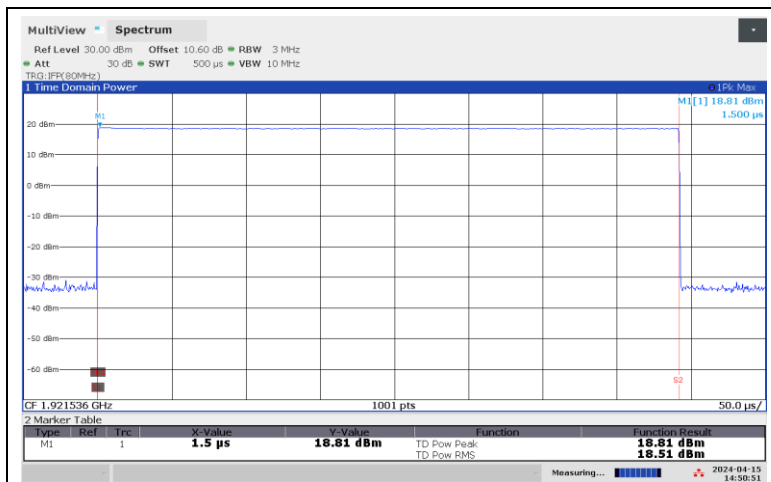 MultiView Spectrum
Ref Level 30.00 dBm Offset 10.60 dB RBW 3 MHz
Att 30 dB SWT 500 µs VBW 10 MHz
TRG:IFP(80MHz)
1 Time Domain Power 1Pk Max
M1[1] 18.81 dBm
1.500 µs
M1
20 dBm
10 dBm
0 dBm
-10 dBm
-20 dBm
-30 dBm
-40 dBm
-50 dBm
-60 dBm
S2
CF 1.921536 GHz 1001 pts 50.0 µs/
2 Marker Table
Type Ref Trc X-Value Y-Value Function Function Result
M1 1 1.5 µs 18.81 dBm TD Pow Peak 18.81 dBm
TD Pow RMS 18.51 dBm
Measuring... 2024-04-15
14:50:51